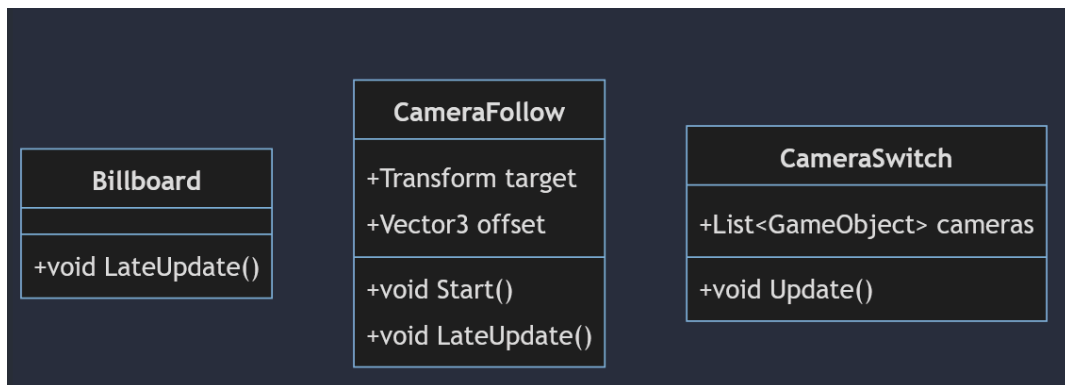 Billboard
+void LateUpdate()
CameraFollow
+Transform target
+Vector3 offset
+void Start()
+void LateUpdate()
CameraSwitch
+List<GameObject> cameras
+void Update()